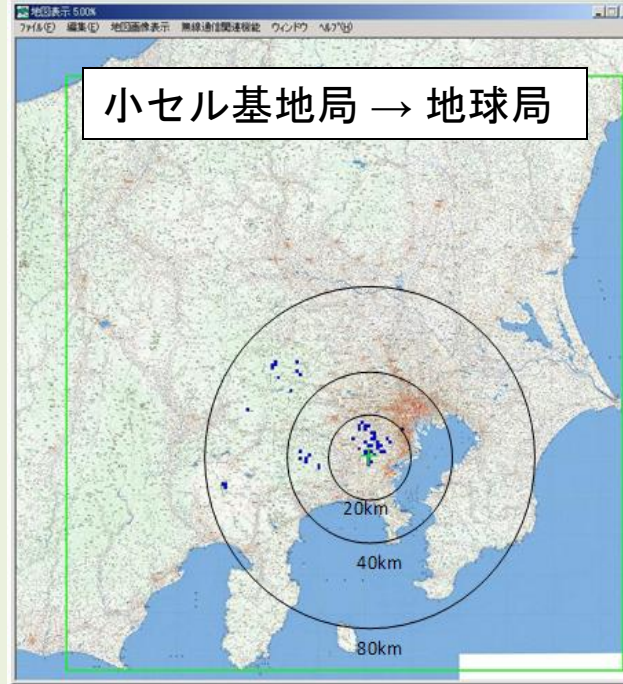 地図表示 5.00%
ファイル(F) 編集(E) 地図画像表示 無線通信関連機能 ウィンドウ ヘルプ(H)
小セル基地局 → 地球局
20km
40km
80km